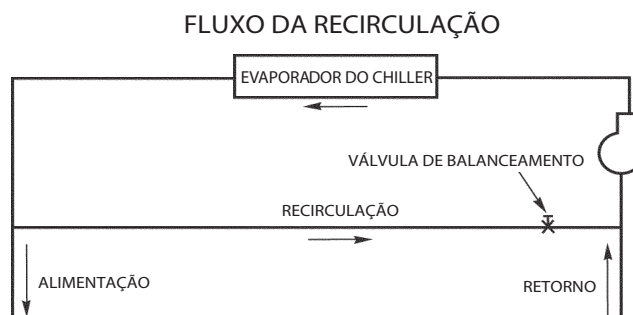 FLUXO DA RECIRCULAÇÃO
EVAPORADOR DO CHILLER
VÁLVULA DE BALANCEAMENTO
RECIRCULAÇÃO
ALIMENTAÇÃO
RETORNO